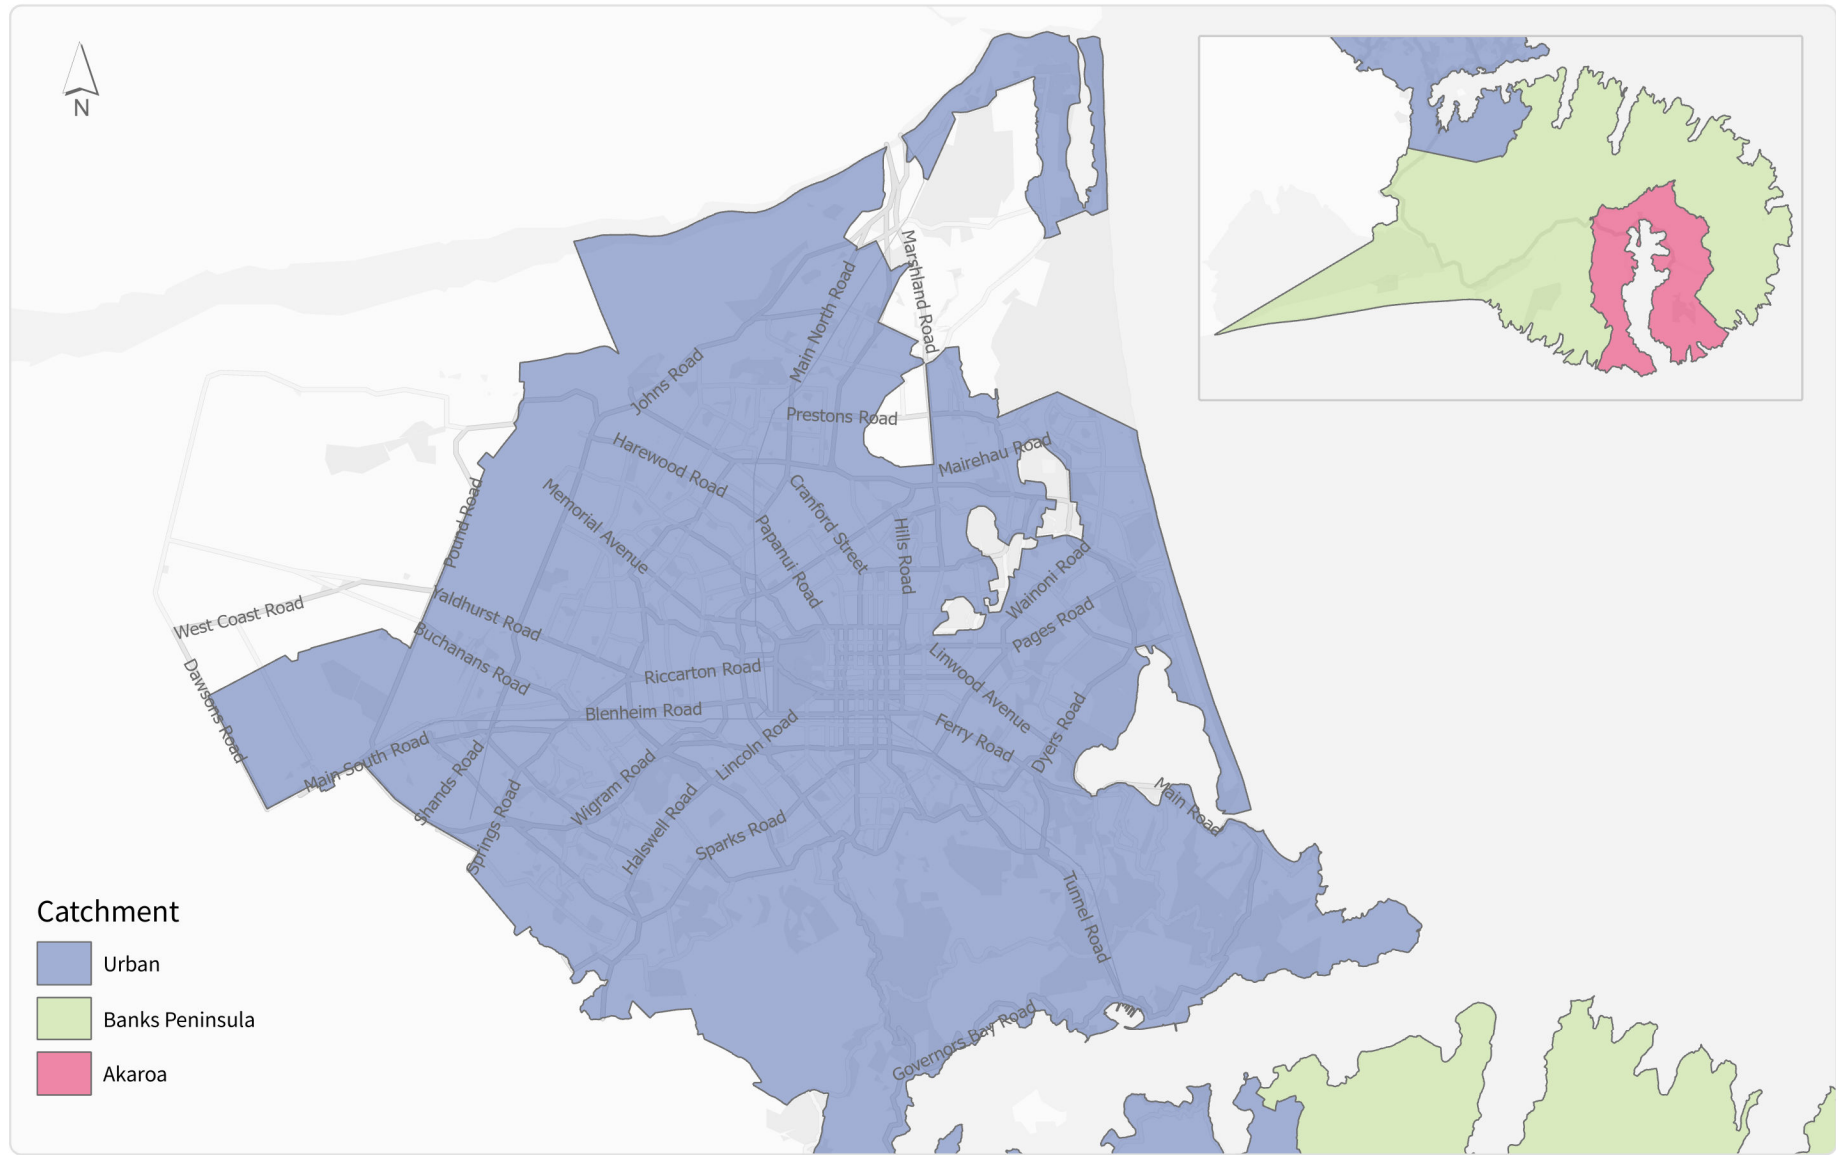 N
Marshland Road
Main North Road
Johns Road
Prestons Road
Harewood Road
Mairehau Road
Memorial Avenue
Cranford Street
Pound Road
Papanui Road
Hills Road
Wainoni Road
West Coast Road
Yaldhurst Road
Pages Road
Buchanans Road
Riccarton Road
Linwood Avenue
Dawsons Road
Blenheim Road
Dyers Road
Ferry Road
Lincoln Road
Main South Road
Shands Road
Wigram Road
Main Road
Springs Road
Halswell Road
Sparks Road
Tunnel Road
Governors Bay Road
Catchment
Urban
Banks Peninsula
Akaroa